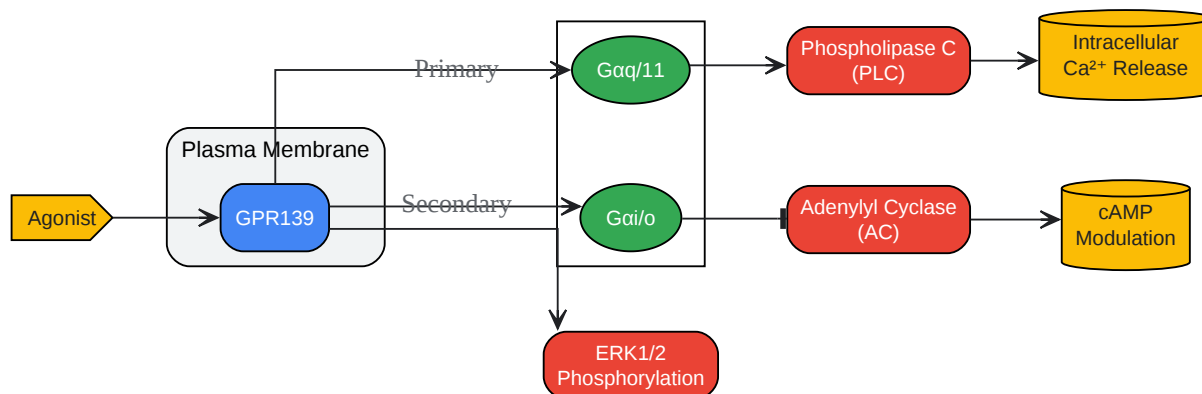 Primary
Gαq/11
Phospholipase C
(PLC)
Intracellular
Ca²⁺ Release
Plasma Membrane
Agonist
GPR139
Secondary
Gαi/o
Adenylyl Cyclase
(AC)
cAMP
Modulation
ERK1/2
Phosphorylation